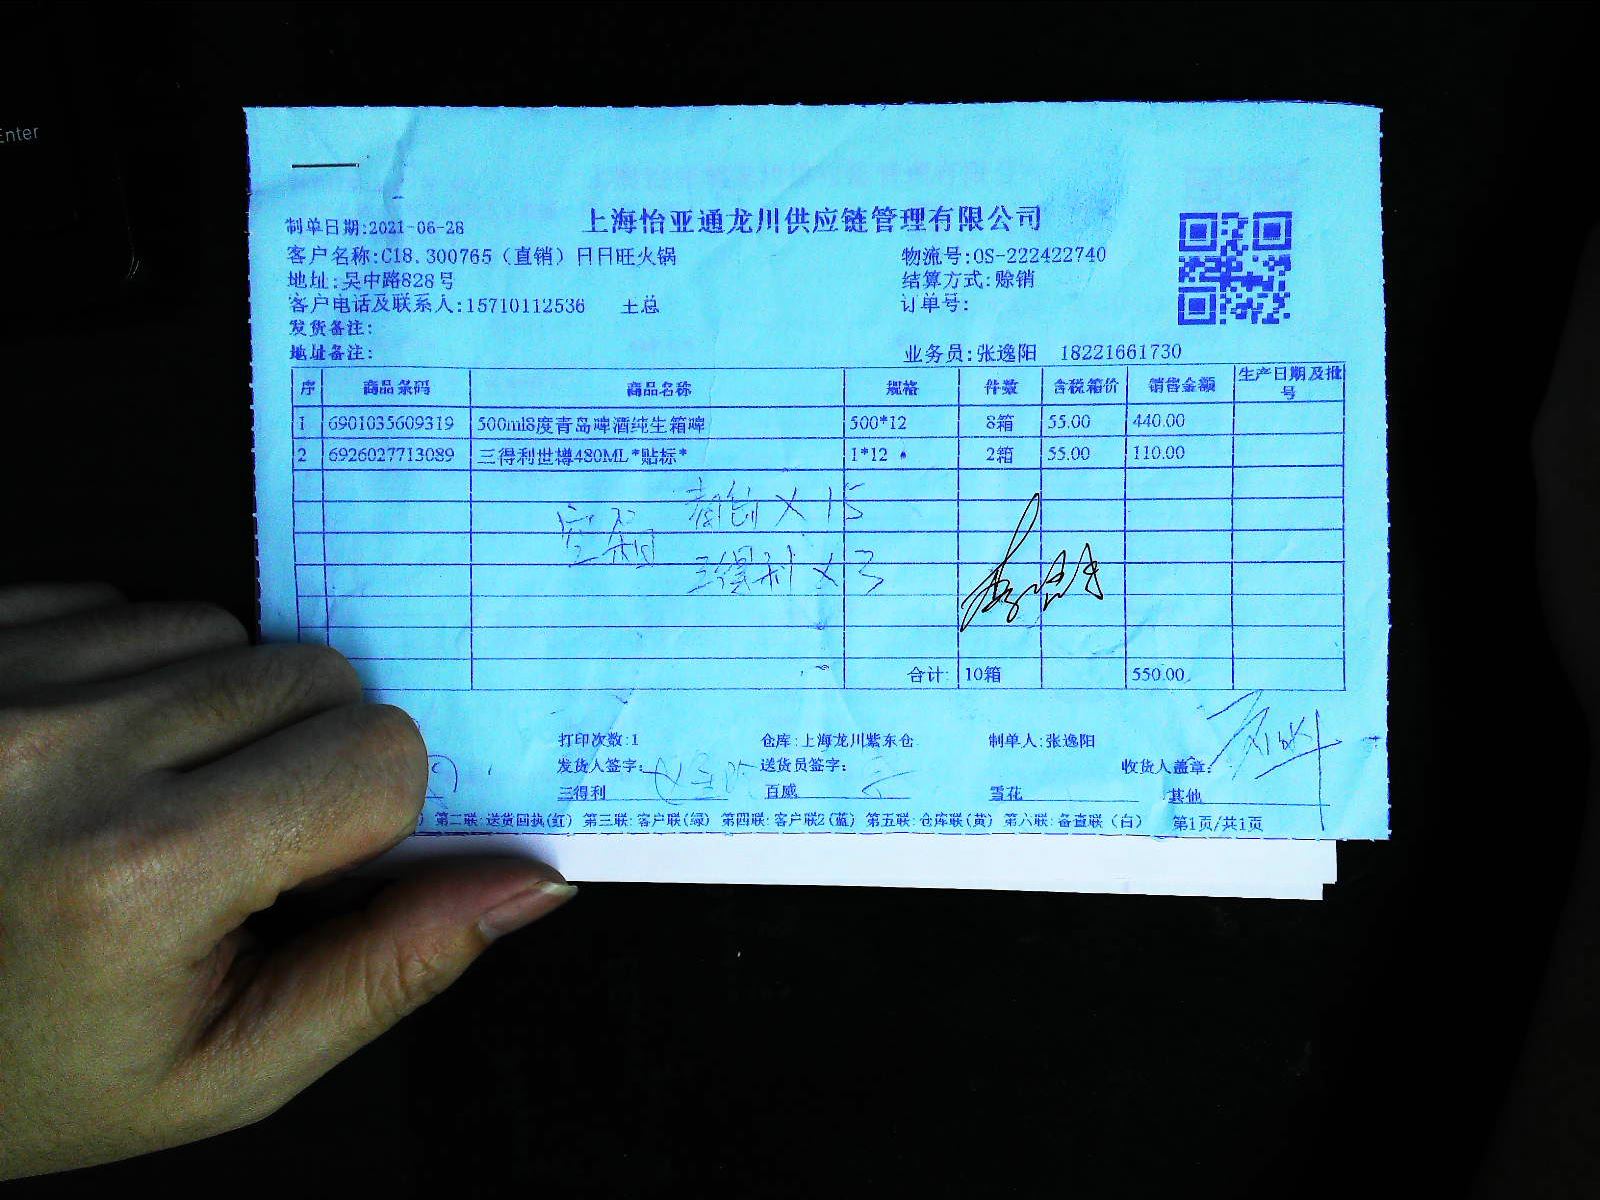 Enter
上海怡亚通龙川供应链管理有限公司
制单日期:2021-06-28
客户名称:C18.300765（直销）日日旺火锅 物流号:OS-222422740
地址:吴中路828号 结算方式:赊销
客户电话及联系人:15710112536 王总 订单号:
发货备注:
地址备注: 业务员:张逸阳 18221661730
序 商品条码 商品名称 规格 件数 含税箱价 销售金额 生产日期及批号
1 6901035609319 500ml8度青岛啤酒纯生箱啤 500*12 8箱 55.00 440.00
2 6926027713089 三得利世樽480ML*贴标* 1*12 2箱 55.00 110.00
空瓶 青岛 X 15
三得利 X 3
合计: 10箱 550.00
打印次数:1 仓库:上海龙川紫东仓 制单人:张逸阳
发货人签字: 送货员签字: 收货人盖章:
三得利 百威 雪花 其他
第二联:送货回执(红) 第三联:客户联(绿) 第四联:客户联2(蓝) 第五联:仓库联(黄) 第六联:备查联(白) 第1页/共1页